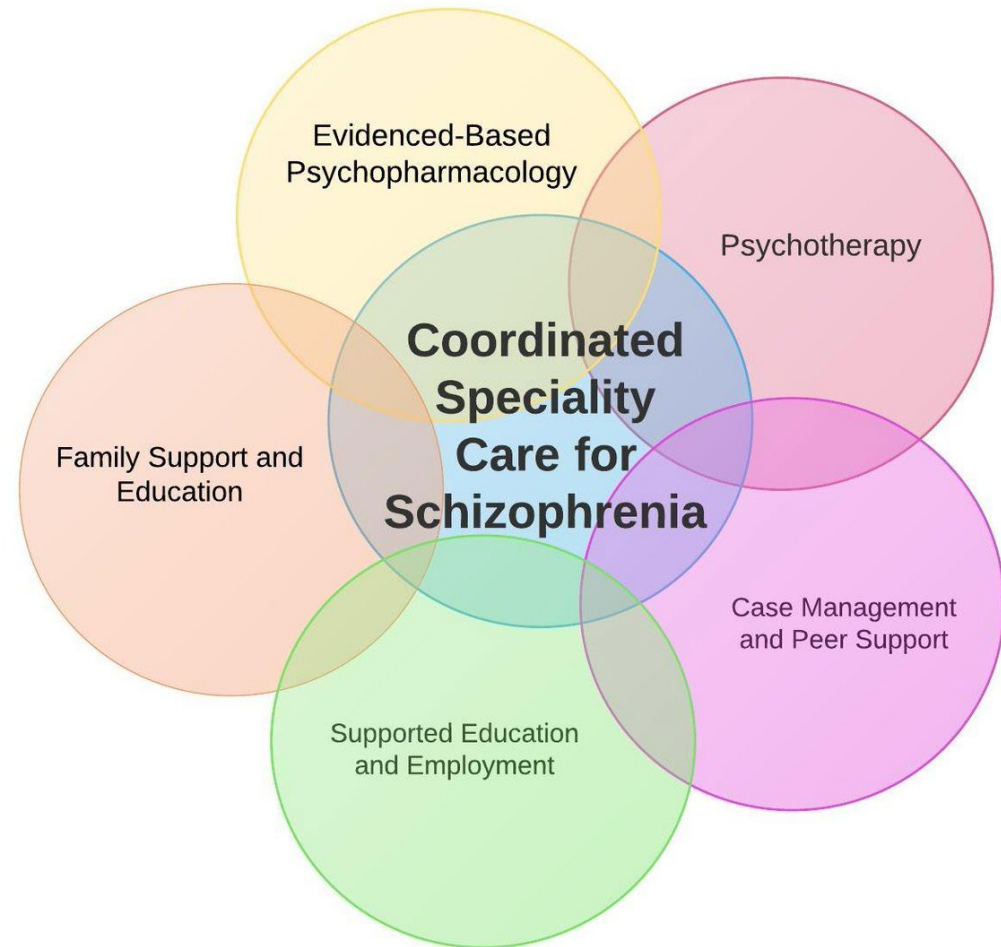 Evidenced-Based
Psychopharmacology
Psychotherapy
Coordinated
Speciality
Care for
Schizophrenia
Family Support and
Education
Case Management
and Peer Support
Supported Education
and Employment